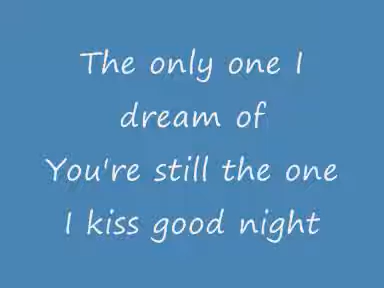 The only one I
dream of
You're still the one
I kiss good night